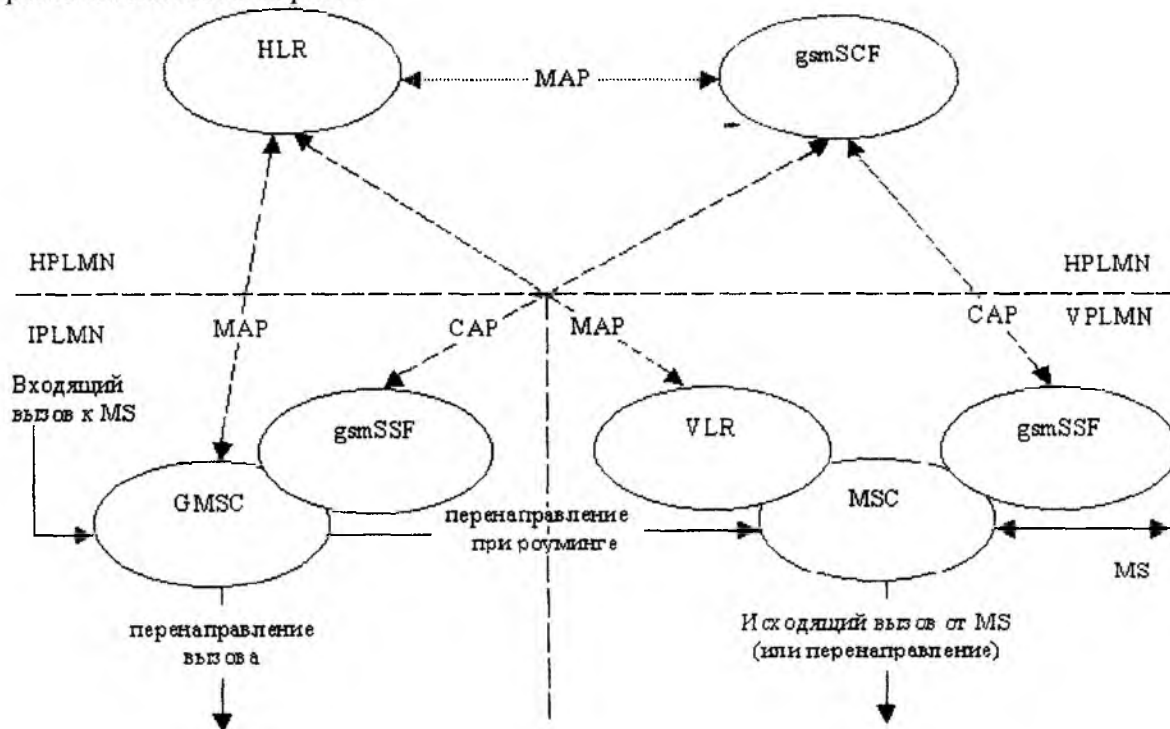 HLR
gsmSCF
MAP
HPLMN
HPLMN
IPLMN
MAP
CAP
MAP
CAP
VPLMN
Входящий
вызов к MS
gsmSSF
VLR
gsmSSF
GMSC
MSC
перенаправление
при роуминге
MS
перенаправление
вызова
Исходящий вызов от MS
(или перенаправление)